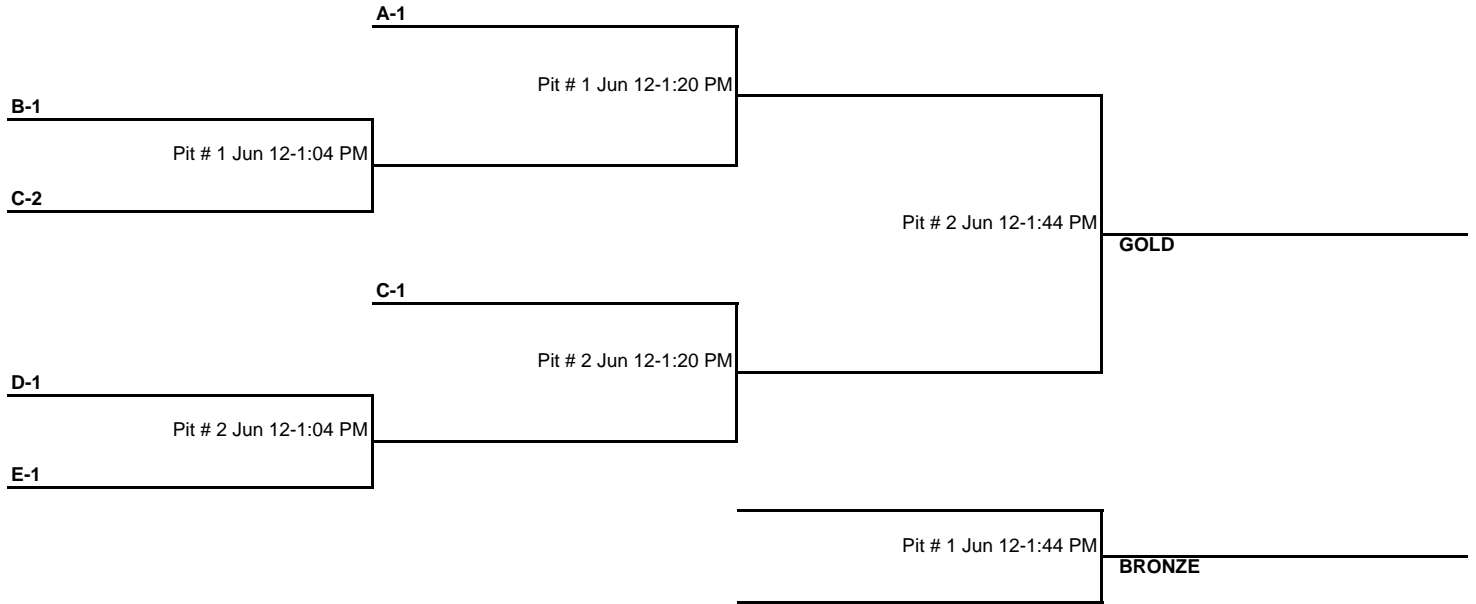 A-1
Pit # 1 Jun 12-1:20 PM
B-1
Pit # 1 Jun 12-1:04 PM
C-2
Pit # 2 Jun 12-1:44 PM
GOLD
C-1
Pit # 2 Jun 12-1:20 PM
D-1
Pit # 2 Jun 12-1:04 PM
E-1
Pit # 1 Jun 12-1:44 PM
BRONZE